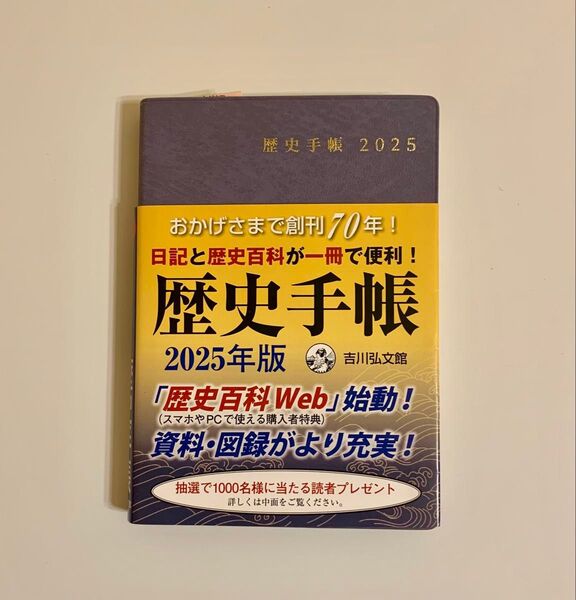 歴史手帳 2025
おかげさまで創刊70年！
日記と歴史百科が一冊で便利！
歴史手帳
2025年版 吉川弘文館
「歴史百科Web」始動！
(スマホやPCで使える購入者特典)
資料・図録がより充実！
抽選で1000名様に当たる読者プレゼント
詳しくは中面をご覧ください。